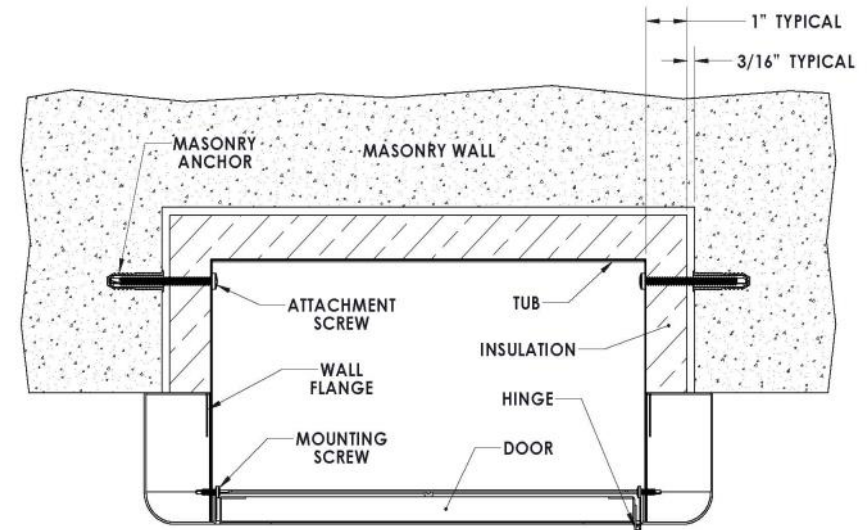 1” TYPICAL
3/16” TYPICAL
MASONRY
ANCHOR
MASONRY WALL
ATTACHMENT
SCREW
TUB
INSULATION
WALL
FLANGE
HINGE
MOUNTING
SCREW
DOOR